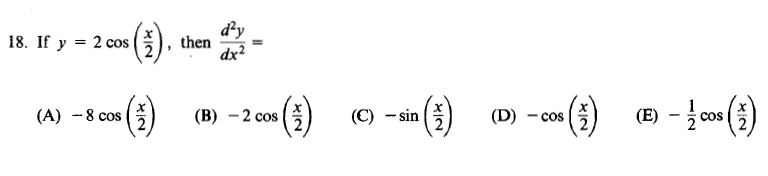 18. If y = 2 cos (x/2), then d²y/dx² =
(A) − 8 cos (x/2) (B) − 2 cos (x/2) (C) − sin (x/2) (D) − cos (x/2) (E) − 1/2 cos (x/2)